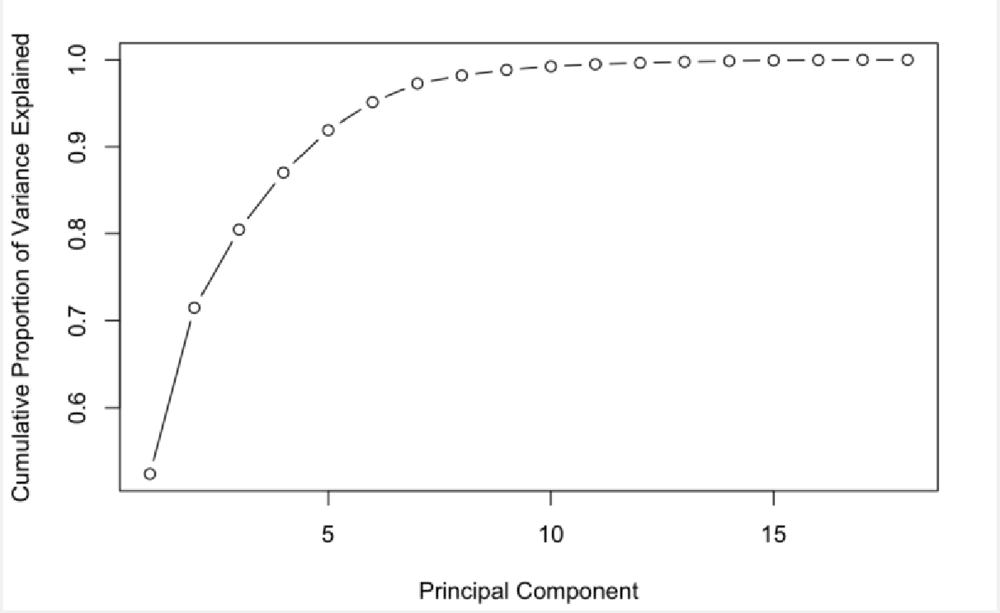 Cumulative Proportion of Variance Explained
1.0
0.9
0.8
0.7
0.6
5 10 15
Principal Component